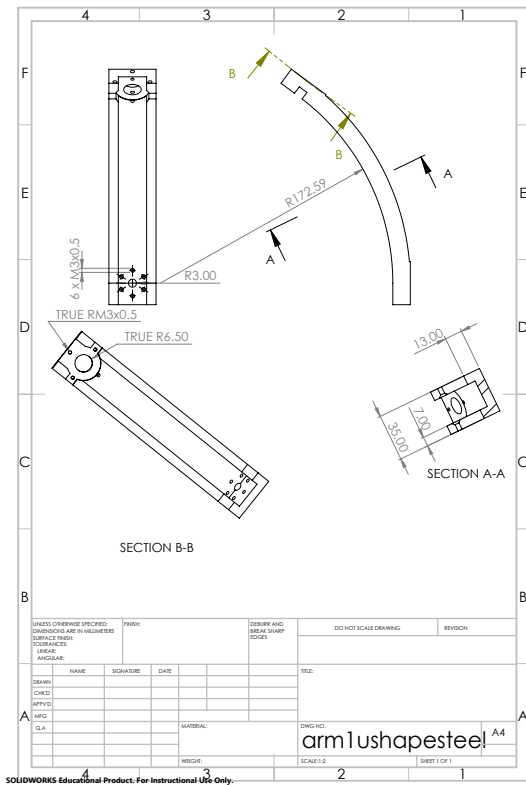 4 3 2 1
F F
B
B
A
E E
R172.59
A
6 x M3x0.5
R3.00
D D
TRUE RM3x0.5
TRUE R6.50
13.00
35.00
7.00
C C
SECTION A-A
SECTION B-B
B B
UNLESS OTHERWISE SPECIFIED:
DIMENSIONS ARE IN MILLIMETERS
SURFACE FINISH:
TOLERANCES:
LINEAR:
ANGULAR:
FINISH:
DEBURR AND
BREAK SHARP
EDGES
DO NOT SCALE DRAWING
REVISION
NAME SIGNATURE DATE
TITLE:
DRAWN
CHK'D
APPV'D
MFG
Q.A
A A
MATERIAL:
DWG NO.
arm1ushapesteel
A4
WEIGHT:
SCALE:1:2
SHEET 1 OF 1
4 3 2 1
SOLIDWORKS Educational Product. For Instructional Use Only.